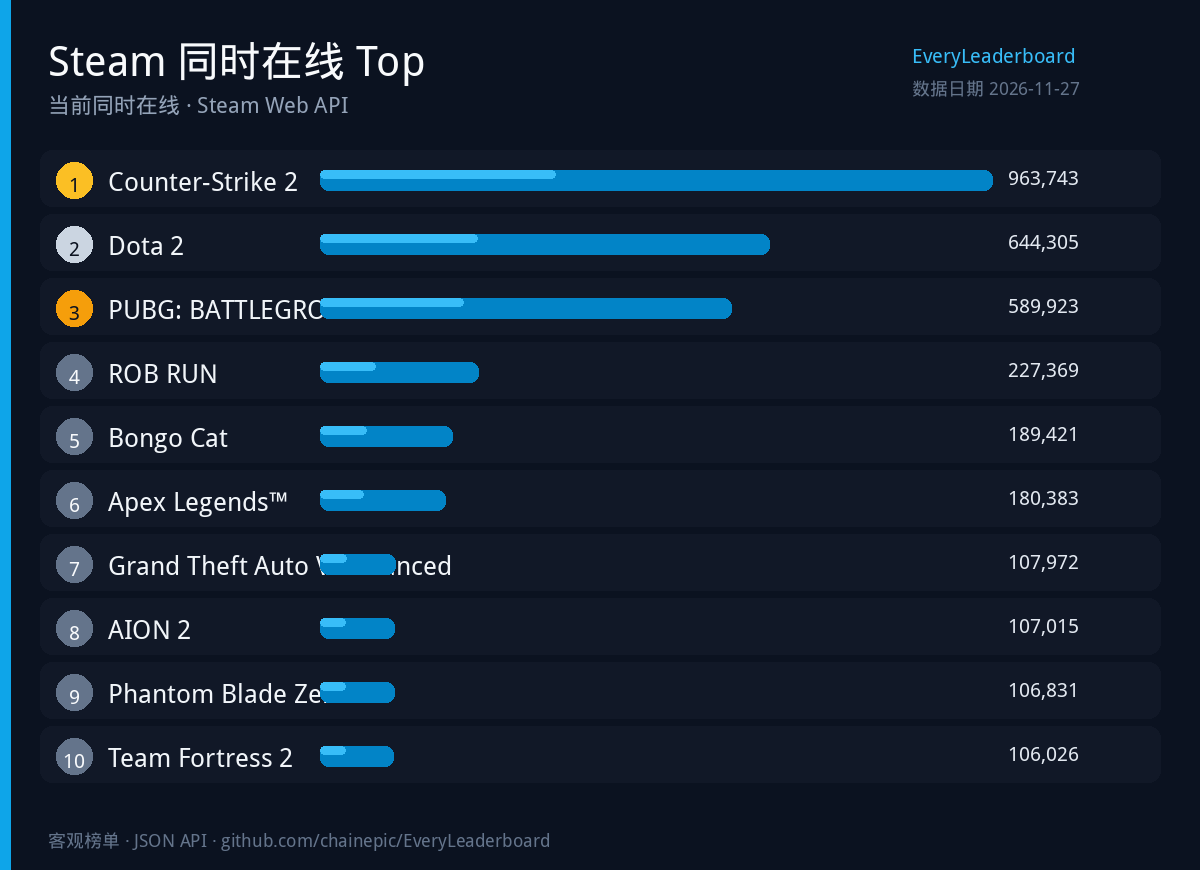 Steam 同时在线 Top
当前同时在线 · Steam Web API
EveryLeaderboard
数据日期 2026-11-27
1 Counter-Strike 2 963,743
2 Dota 2 644,305
3 PUBG: BATTLEGRO 589,923
4 ROB RUN 227,369
5 Bongo Cat 189,421
6 Apex Legends™ 180,383
7 Grand Theft Auto V nced 107,972
8 AION 2 107,015
9 Phantom Blade Ze 106,831
10 Team Fortress 2 106,026
客观榜单 · JSON API · github.com/chainepic/EveryLeaderboard